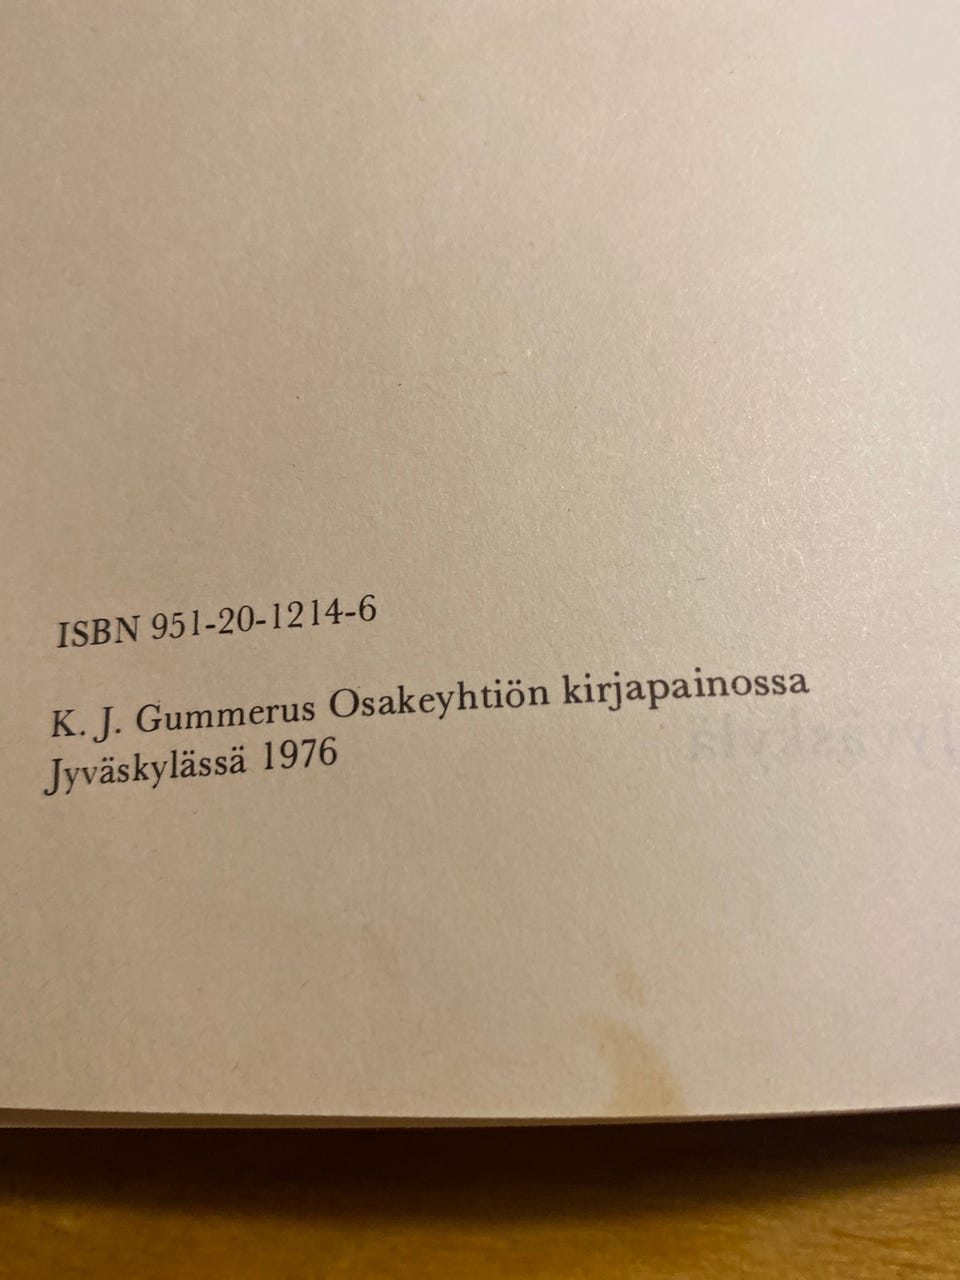 ISBN 951-20-1214-6
K. J. Gummerus Osakeyhtiön kirjapainossa
Jyväskylässä 1976